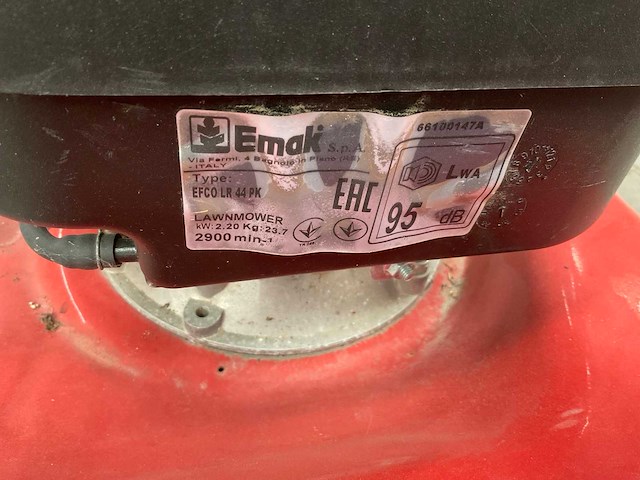 Emak S.p.A.
Via Fermi, 4 Bagnolo in Piano (RE)
- ITALY
Type:
EFCO LR 44 PK
LAWNMOWER
kW: 2,20 Kg: 23.7
2900 min-1
EAC
66100147A
LWA
95 dB